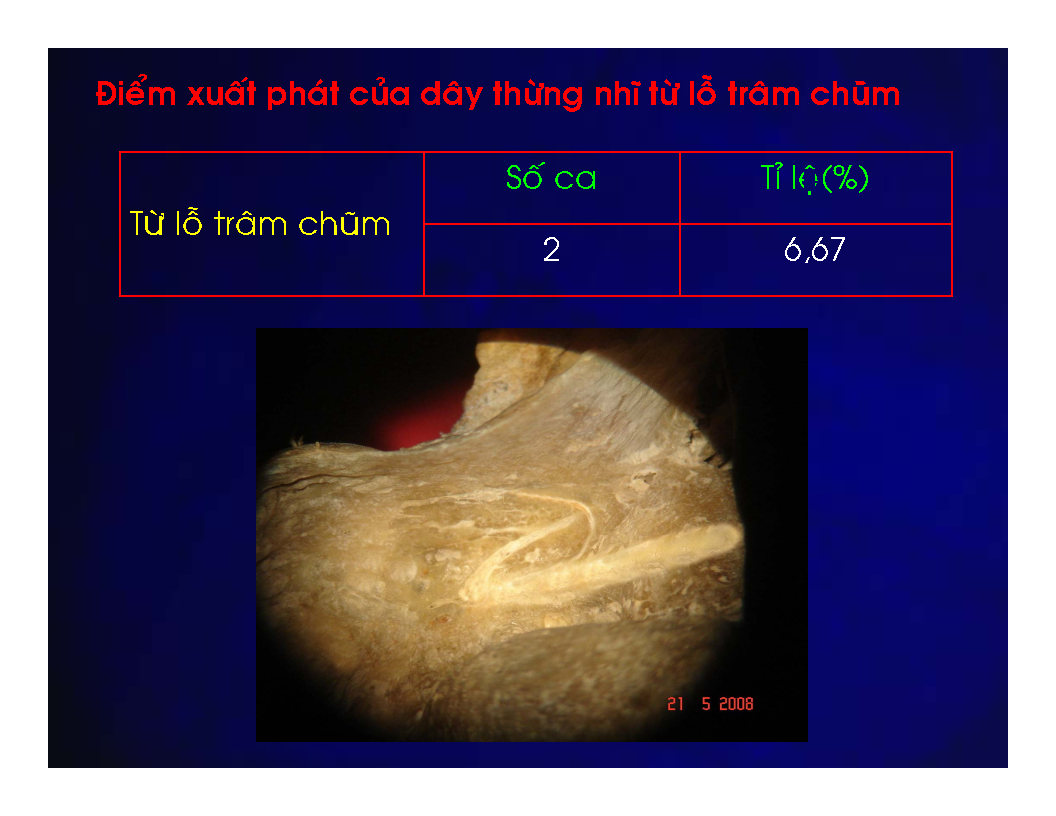 Điểm xuất phát của dây thừng nhĩ từ lỗ trâm chũm
Từ lỗ trâm chũm
Số ca
Tỉ lệ(%)
2
6,67
21 5 2008